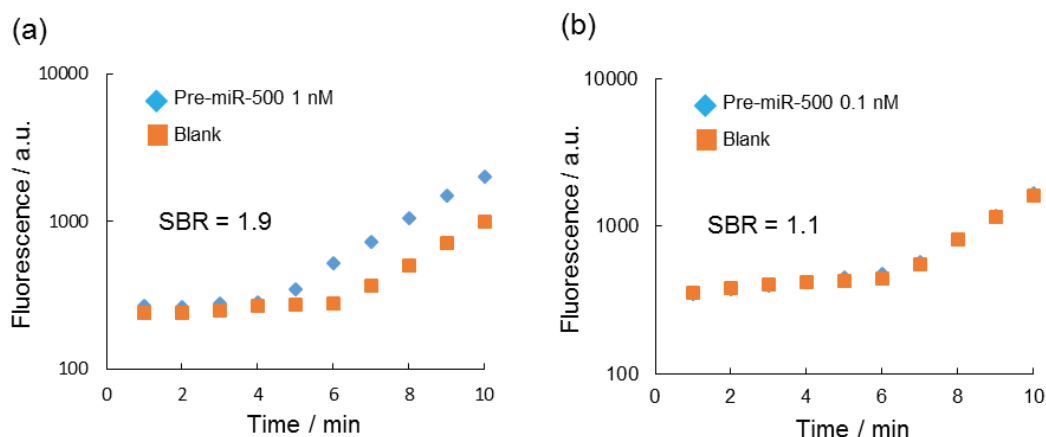 (a)
10000
1000
100
Fluorescence / a.u.
Pre-miR-500 1 nM
Blank
SBR = 1.9
0 2 4 6 8 10
Time / min
(b)
10000
1000
100
Fluorescence / a.u.
Pre-miR-500 0.1 nM
Blank
SBR = 1.1
0 2 4 6 8 10
Time / min